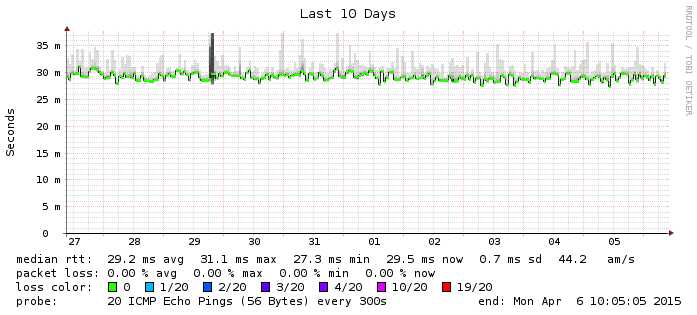 Last 10 Days
RRDTOOL / TOBI OETIKER
Seconds
35 m
30 m
25 m
20 m
15 m
10 m
5 m
0
27 28 29 30 31 01 02 03 04 05
median rtt: 29.2 ms avg 31.1 ms max 27.3 ms min 29.5 ms now 0.7 ms sd 44.2 am/s
packet loss: 0.00 % avg 0.00 % max 0.00 % min 0.00 % now
loss color: 0 1/20 2/20 3/20 4/20 10/20 19/20
probe: 20 ICMP Echo Pings (56 Bytes) every 300s end: Mon Apr 6 10:05:05 2015